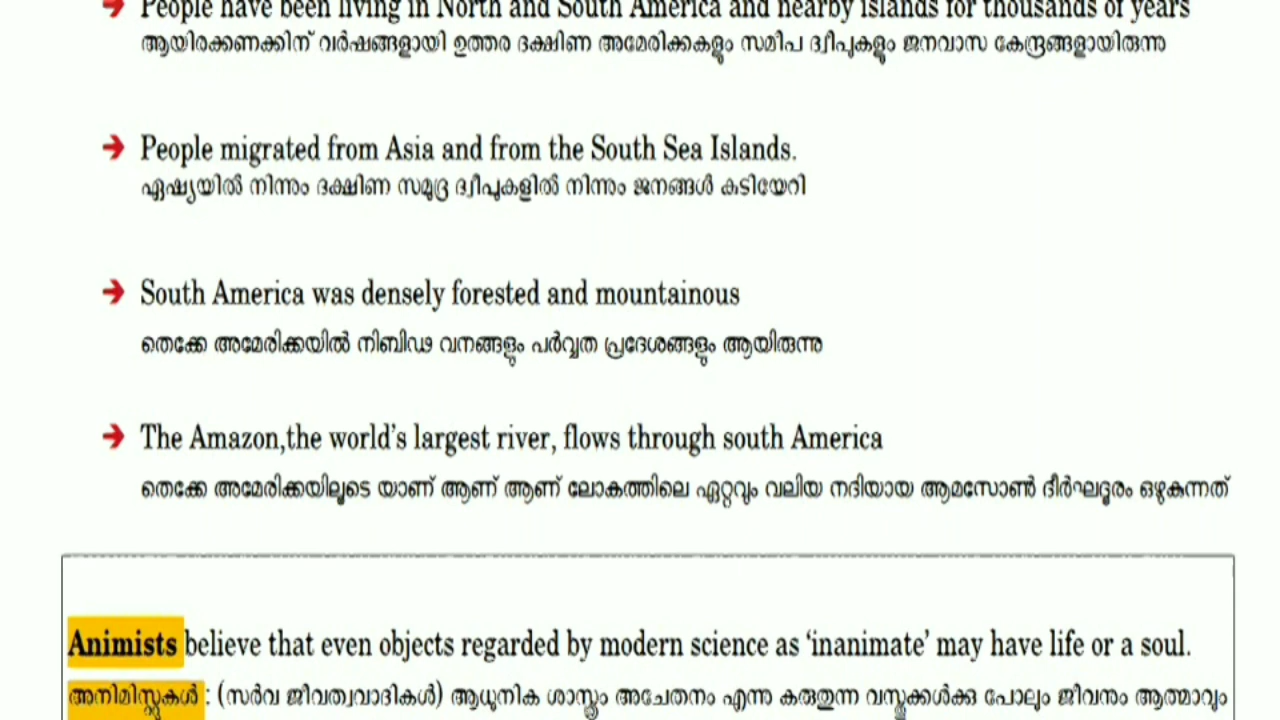 → People have been living in North and South America and nearby islands for thousands of years
ആയിരക്കണക്കിന് വർഷങ്ങളായി ഉത്തര ദക്ഷിണ അമേരിക്കകളും സമീപ ദ്വീപുകളും ജനവാസ കേന്ദ്രങ്ങളായിരുന്നു
→ People migrated from Asia and from the South Sea Islands.
ഏഷ്യയിൽ നിന്നും ദക്ഷിണ സമുദ്ര ദ്വീപുകളിൽ നിന്നും ജനങ്ങൾ കുടിയേറി
→ South America was densely forested and mountainous
തെക്കേ അമേരിക്കയിൽ നിബിഢ വനങ്ങളും പർവ്വത പ്രദേശങ്ങളും ആയിരുന്നു
→ The Amazon,the world's largest river, flows through south America
തെക്കേ അമേരിക്കയിലൂടെ യാണ് ആണ് ആണ് ലോകത്തിലെ ഏറ്റവും വലിയ നദിയായ ആമസോൺ ദീർഘദൂരം ഒഴുകുന്നത്
Animists believe that even objects regarded by modern science as ‘inanimate’ may have life or a soul.
അനിമിസ്റ്റുകൾ : (സർവ ജീവത്വവാദികൾ) ആധുനിക ശാസ്ത്രം അചേതനം എന്നു കരുതുന്ന വസ്തുക്കൾക്കു പോലും ജീവനും ആത്മാവും